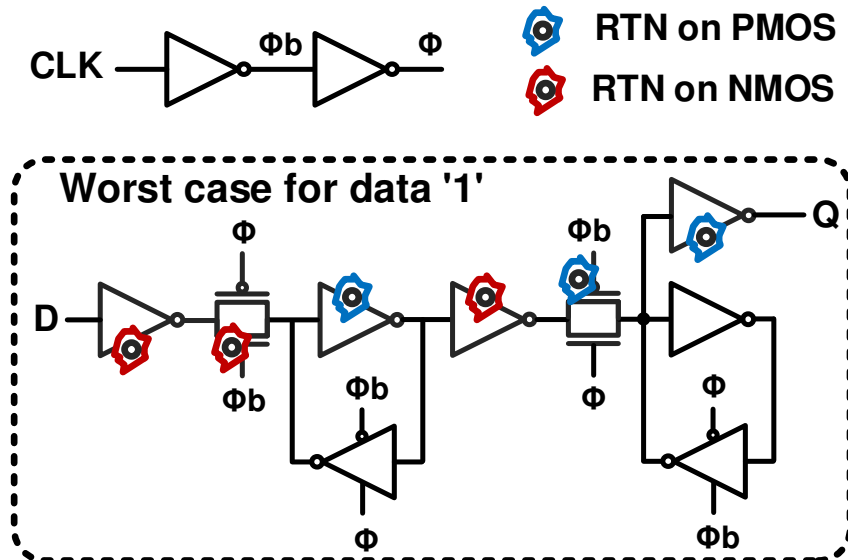 CLK
Φb
Φ
RTN on PMOS
RTN on NMOS
Worst case for data '1'
Φ
Φb
Q
D
Φb
Φb
Φ
Φ
Φ
Φb